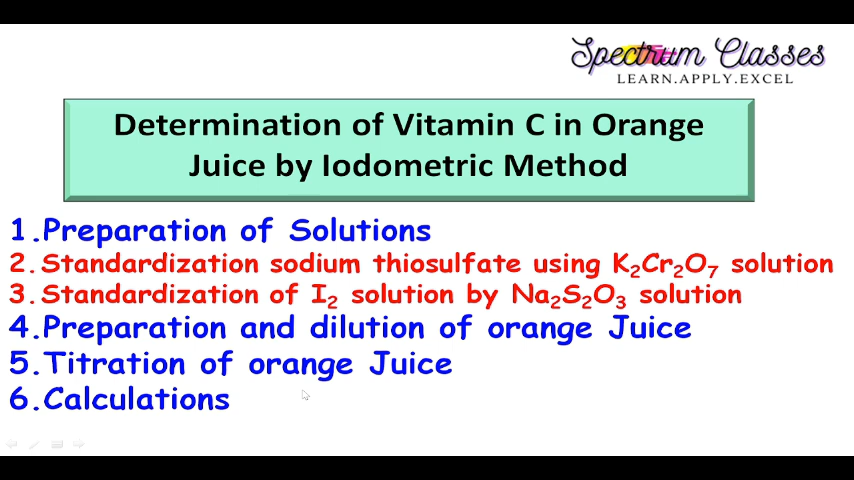 Spectrum Classes
LEARN.APPLY.EXCEL
Determination of Vitamin C in Orange
Juice by Iodometric Method
1.Preparation of Solutions
2.Standardization sodium thiosulfate using K₂Cr₂O₇ solution
3.Standardization of I₂ solution by Na₂S₂O₃ solution
4.Preparation and dilution of orange Juice
5.Titration of orange Juice
6.Calculations